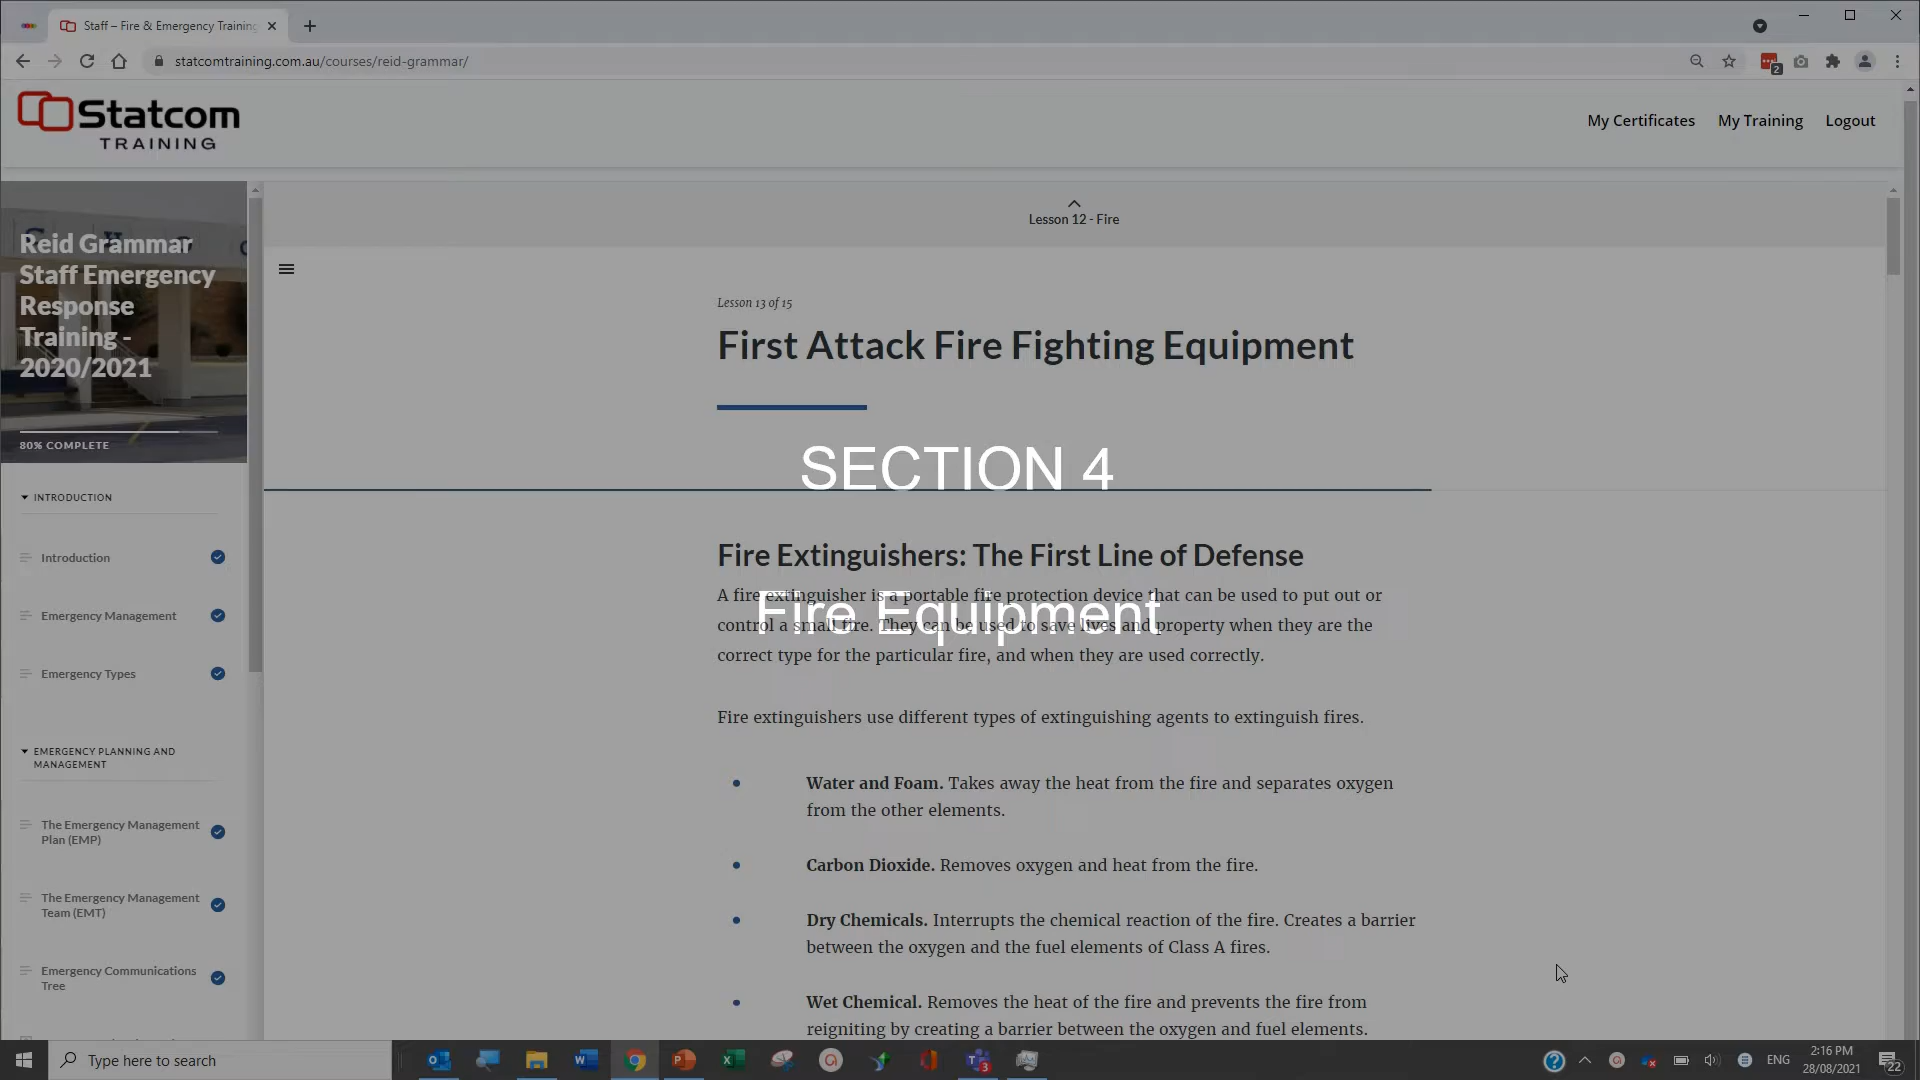 Staff – Fire & Emergency Training
statcomtraining.com.au/courses/reid-grammar/
2
Statcom
TRAINING
My Certificates
My Training
Logout
Reid Grammar
Staff Emergency
Response
Training -
2020/2021
80% COMPLETE
INTRODUCTION
Introduction
Emergency Management
Emergency Types
EMERGENCY PLANNING AND
MANAGEMENT
The Emergency Management
Plan (EMP)
The Emergency Management
Team (EMT)
Emergency Communications
Tree
Lesson 12 - Fire
Lesson 13 of 15
First Attack Fire Fighting Equipment
SECTION 4
Fire Extinguishers: The First Line of Defense
A fire extinguisher is a portable fire protection device that can be used to put out or
Fire Equipment
control a small fire. They can be used to save lives and property when they are the
correct type for the particular fire, and when they are used correctly.
Fire extinguishers use different types of extinguishing agents to extinguish fires.
Water and Foam. Takes away the heat from the fire and separates oxygen
from the other elements.
Carbon Dioxide. Removes oxygen and heat from the fire.
Dry Chemicals. Interrupts the chemical reaction of the fire. Creates a barrier
between the oxygen and the fuel elements of Class A fires.
Wet Chemical. Removes the heat of the fire and prevents the fire from
reigniting by creating a barrier between the oxygen and fuel elements.
Type here to search
3
ENG
2:16 PM
28/08/2021
22